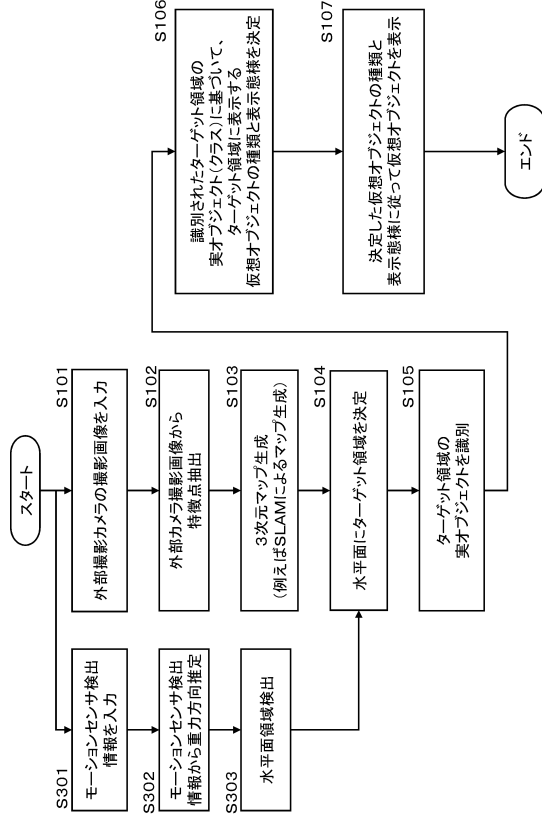 スタート
S101
外部撮影カメラの撮影画像を入力
S102
外部カメラ撮影画像から
特徴点抽出
S103
3次元マップ生成
(例えばSLAMによるマップ生成)
S104
水平面にターゲット領域を決定
S105
ターゲット領域の
実オブジェクトを識別
S301
モーションセンサ検出
情報を入力
S302
モーションセンサ検出
情報から重力方向推定
S303
水平面領域検出
S106
識別されたターゲット領域の
実オブジェクト(クラス)に基づいて、
ターゲット領域に表示する
仮想オブジェクトの種類と表示態様を決定
S107
決定した仮想オブジェクトの種類と
表示態様に従って仮想オブジェクトを表示
エンド